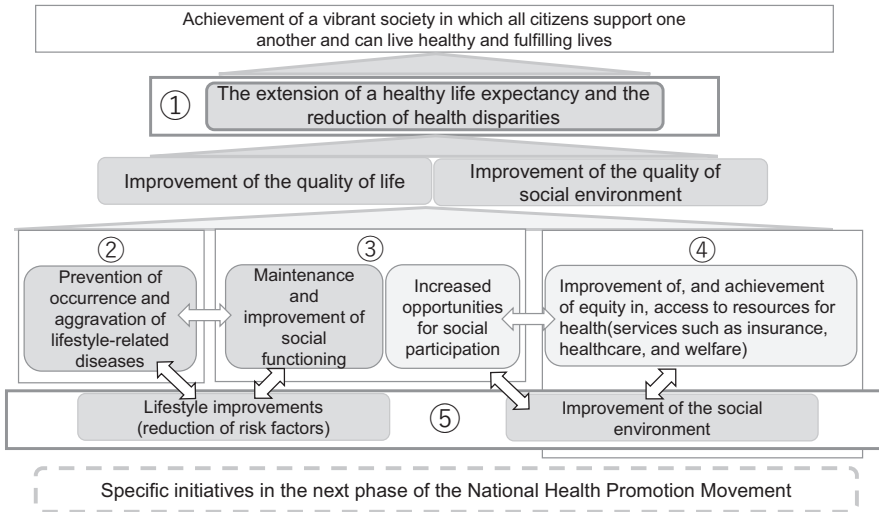 Achievement of a vibrant society in which all citizens support one
another and can live healthy and fulfilling lives
①
The extension of a healthy life expectancy and the
reduction of health disparities
Improvement of the quality of life
Improvement of the quality of
social environment
②
Prevention of
occurrence and
aggravation of
lifestyle-related
diseases
③
Maintenance
and
improvement of
social
functioning
Increased
opportunities
for social
participation
④
Improvement of, and achievement
of equity in, access to resources for
health(services such as insurance,
healthcare, and welfare)
Lifestyle improvements
(reduction of risk factors)
⑤
Improvement of the social
environment
Specific initiatives in the next phase of the National Health Promotion Movement